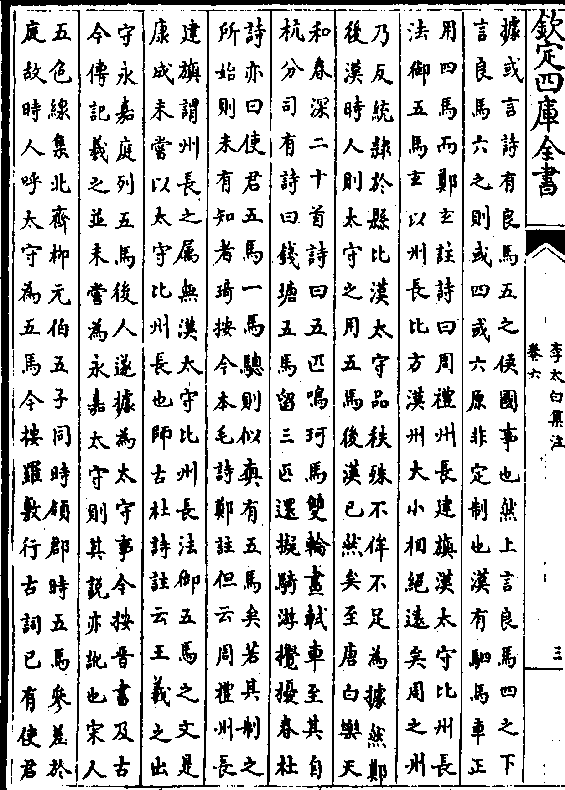 欽定四庫全書
李太白集注
卷六
三
據或言詩有良馬五之侯國事也然上言良馬四之下
言良馬六之則或四或六原非定制也漢有駟馬車正
用四馬而鄭玄註詩曰周禮州長建旟漢太守比州長
法御五馬玄以州長比方漢州大小相絕遠矣周之州
乃反統隸於縣比漢太守品秩殊不侔不足為據然鄭
後漢時人則太守之用五馬後漢已然矣至唐白樂天
和春深二十首詩曰五匹鳴珂馬雙輪畫軾車至其自
杭分司有詩曰錢塘五馬留三匹還擬騎游攪擾春杜
詩亦曰使君五馬一馬驄則似真有五馬矣若其制之
所始則未有知者琦按今本毛詩鄭註但云周禮州長
建旟謂州長之屬無漢太守比州長法御五馬之文是
康成未嘗以太守比州長也師古杜詩註云王羲之出
守永嘉庭列五馬後人遂據為太守事今按晉書及古
今傳記羲之並未嘗為永嘉太守則其說亦訛也宋人
五色線集北齊柳元伯五子同時領郡時五馬參差於
庭故時人呼太守為五馬今按羅敷行古詞已有使君